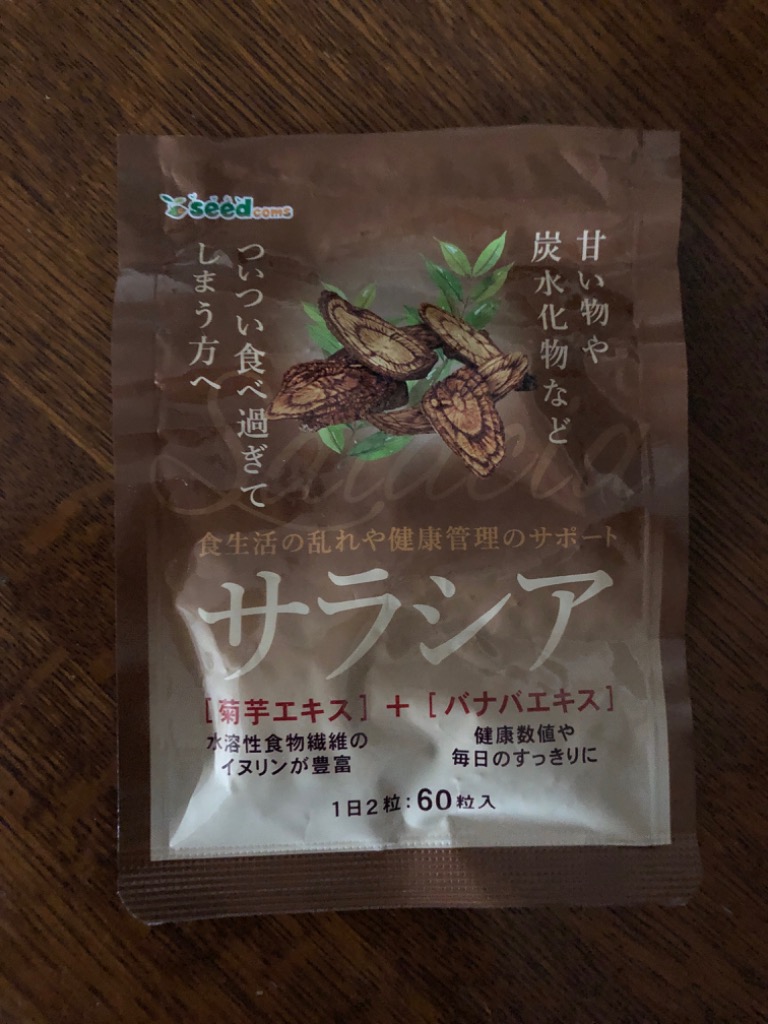 seedcoms
甘い物や
炭水化物など
ついつい食べ過ぎて
しまう方へ
Salacia
食生活の乱れや健康管理のサポート
サラシア
[菊芋エキス]+[バナバエキス]
水溶性食物繊維の
イヌリンが豊富
健康数値や
毎日のすっきりに
1日2粒:60粒入